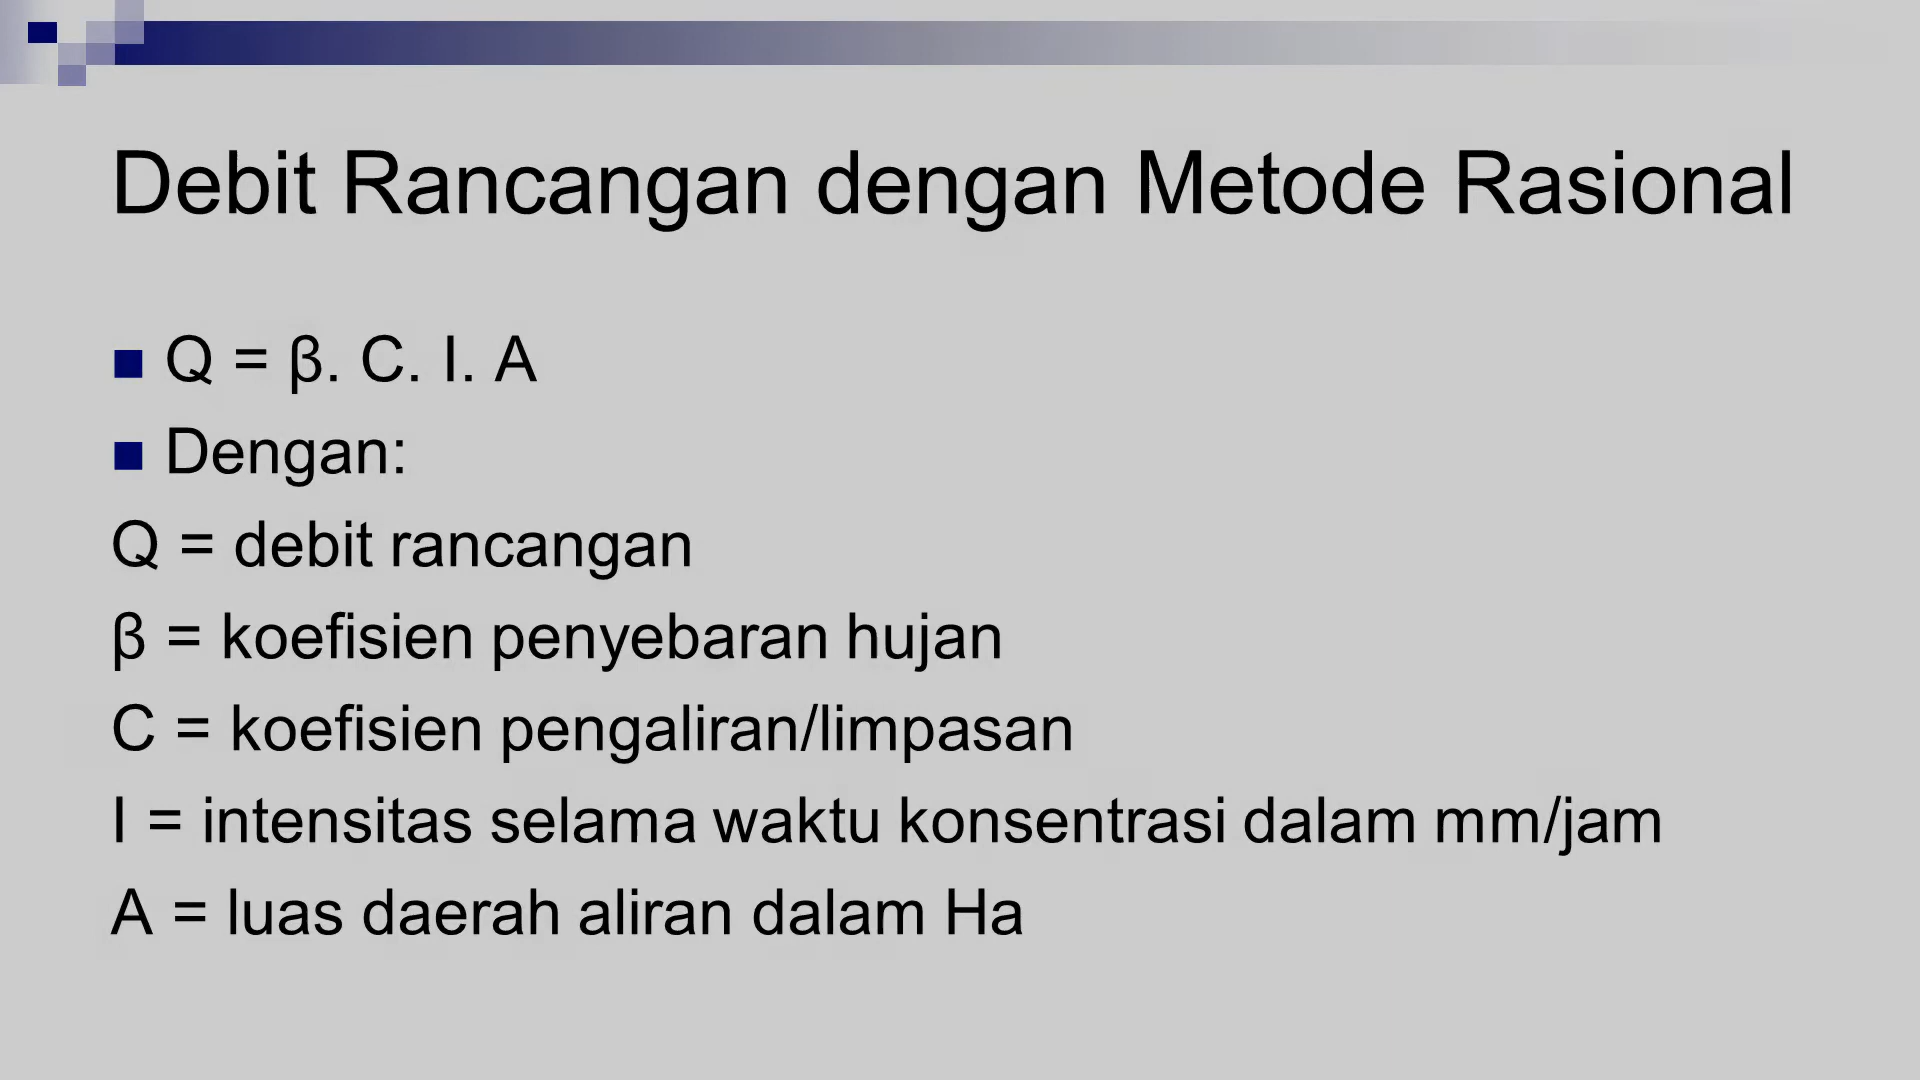 Debit Rancangan dengan Metode Rasional
Q = β. C. I. A
Dengan:
Q = debit rancangan
β = koefisien penyebaran hujan
C = koefisien pengaliran/limpasan
I = intensitas selama waktu konsentrasi dalam mm/jam
A = luas daerah aliran dalam Ha